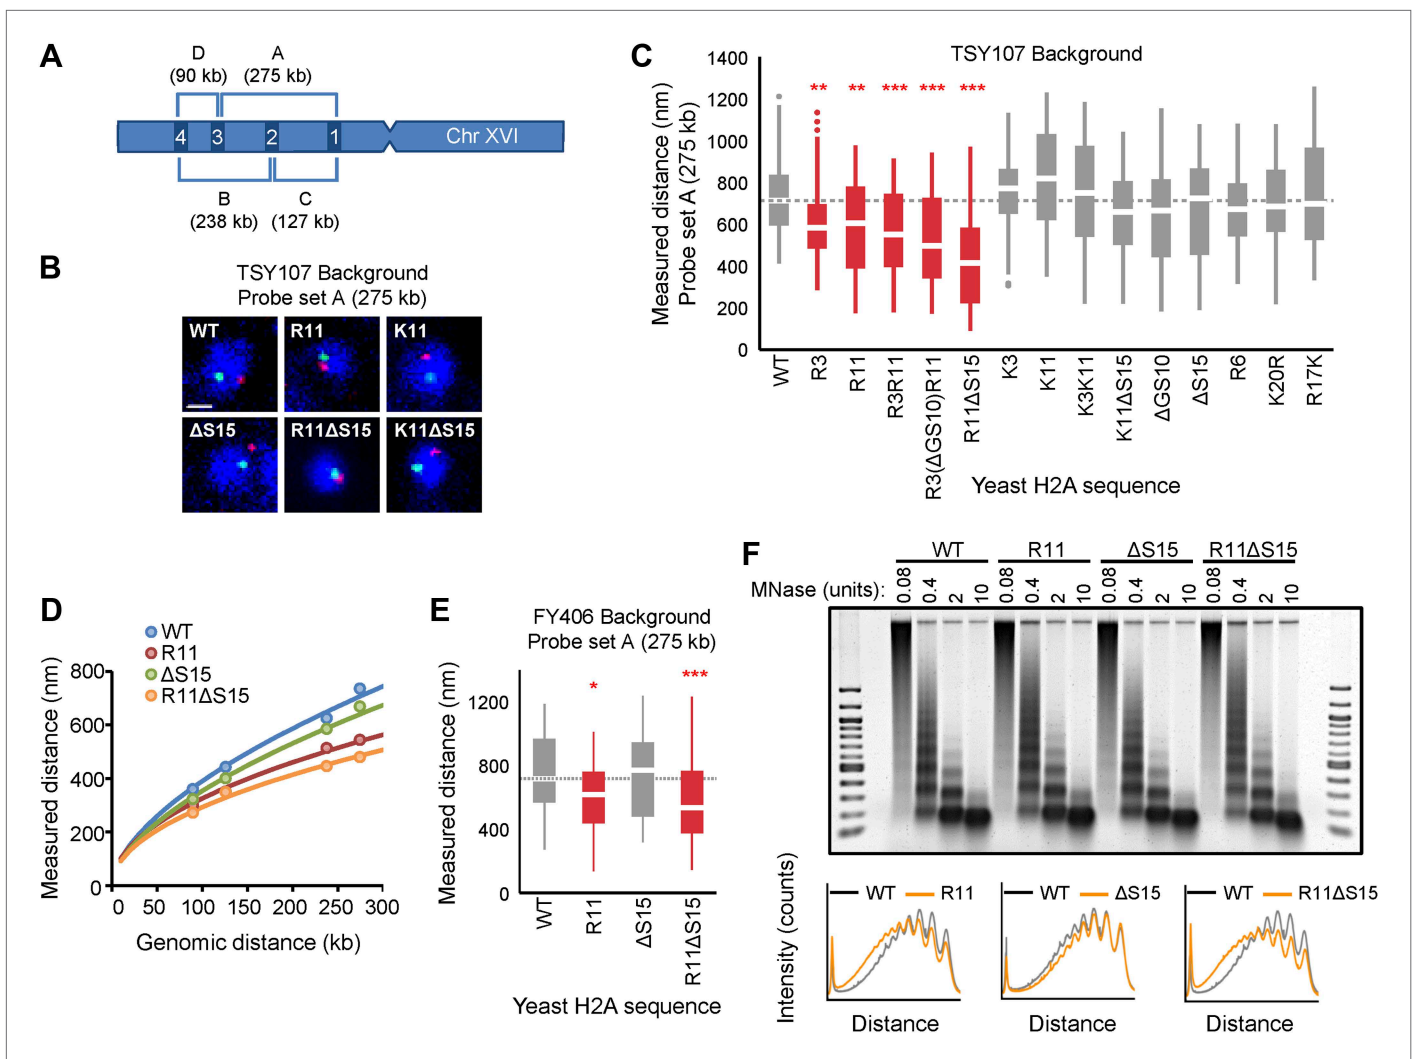 A
D
(90 kb)
A
(275 kb)
4
3
2
1
Chr XVI
B
(238 kb)
C
(127 kb)
B
TSY107 Background
Probe set A (275 kb)
WT
R11
K11
ΔS15
R11ΔS15
K11ΔS15
C
TSY107 Background
Measured distance (nm)
Probe set A (275 kb)
1400
1200
1000
800
600
400
200
0
**
**
***
***
***
WT
R3
R11
R3R11
R3(ΔGS10)R11
R11ΔS15
K3
K11
K3K11
K11ΔS15
ΔGS10
ΔS15
R6
K20R
R17K
Yeast H2A sequence
D
WT
R11
ΔS15
R11ΔS15
Measured distance (nm)
800
600
400
200
0
0
50
100
150
200
250
300
Genomic distance (kb)
E
FY406 Background
Probe set A (275 kb)
Measured distance (nm)
1200
800
400
0
*
***
WT
R11
ΔS15
R11ΔS15
Yeast H2A sequence
F
WT
R11
ΔS15
R11ΔS15
MNase (units):
0.08
0.4
2
10
0.08
0.4
2
10
0.08
0.4
2
10
0.08
0.4
2
10
Intensity (counts)
WT
R11
Distance
WT
ΔS15
Distance
WT
R11ΔS15
Distance